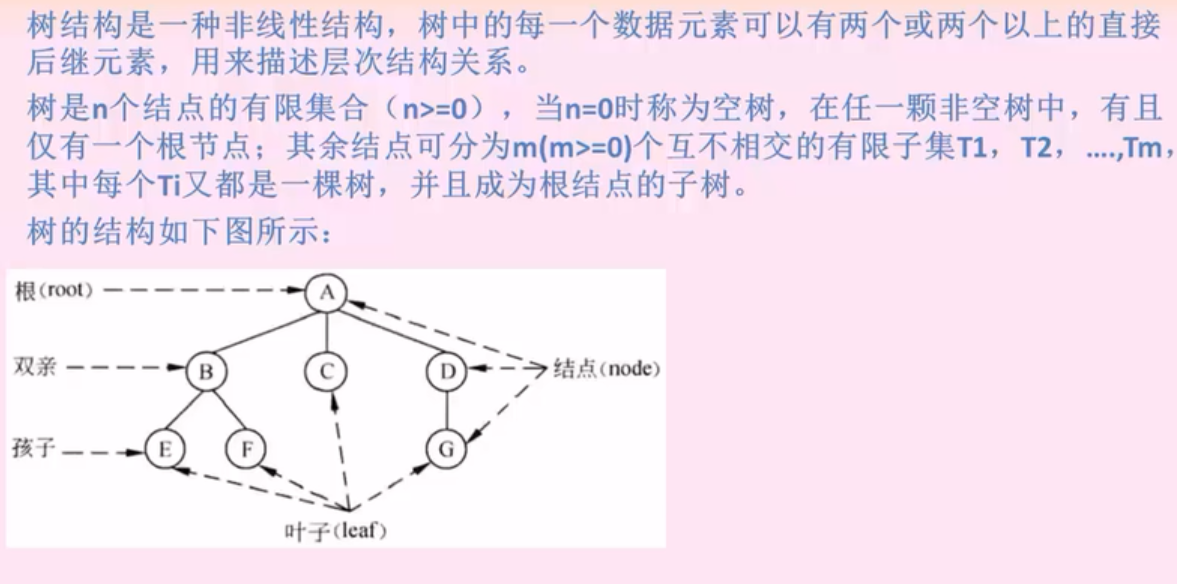 树结构是一种非线性结构，树中的每一个数据元素可以有两个或两个以上的直接
后继元素，用来描述层次结构关系。
树是n个结点的有限集合（n>=0），当n=0时称为空树，在任一颗非空树中，有且
仅有一个根节点；其余结点可分为m(m>=0)个互不相交的有限子集T1，T2，....,Tm，
其中每个Ti又都是一棵树，并且成为根结点的子树。
树的结构如下图所示：
根(root)
A
双亲
B
C
D
结点(node)
孩子
E
F
G
叶子(leaf)